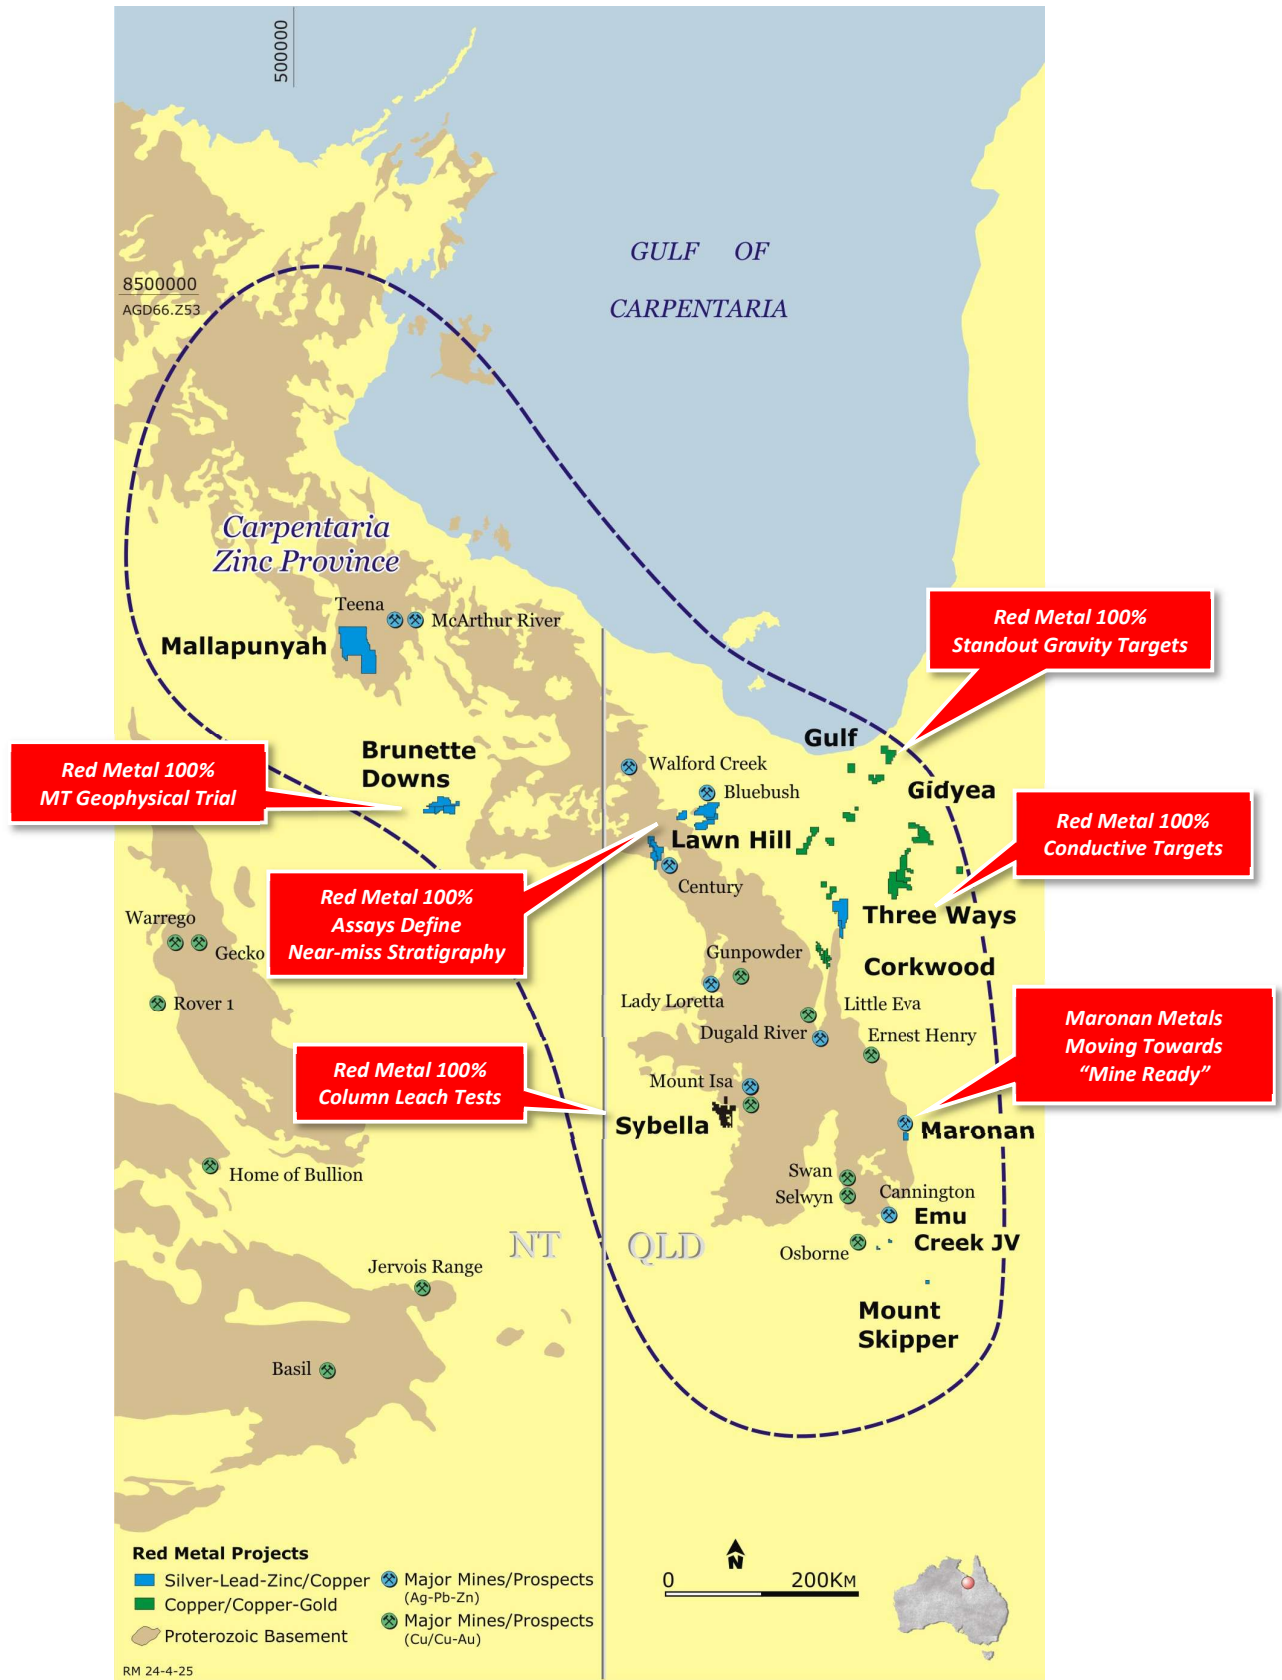 500000
GULF OF
CARPENTARIA
8500000
AGD66.Z53
Carpentaria
Zinc Province
Teena
McArthur River
Mallapunyah
Red Metal 100%
Standout Gravity Targets
Brunette
Downs
Red Metal 100%
MT Geophysical Trial
Gulf
Walford Creek
Bluebush
Gidyea
Lawn Hill
Red Metal 100%
Conductive Targets
Century
Red Metal 100%
Assays Define
Near-miss Stratigraphy
Three Ways
Warrego
Gecko
Gunpowder
Corkwood
Rover 1
Lady Loretta
Little Eva
Dugald River
Ernest Henry
Maronan Metals
Moving Towards
“Mine Ready”
Red Metal 100%
Column Leach Tests
Mount Isa
Sybella
Maronan
Home of Bullion
Swan
Selwyn
Cannington
Emu
Creek JV
NT
QLD
Osborne
Jervois Range
Mount
Skipper
Basil
Red Metal Projects
Silver-Lead-Zinc/Copper
Copper/Copper-Gold
Proterozoic Basement
Major Mines/Prospects
(Ag-Pb-Zn)
Major Mines/Prospects
(Cu/Cu-Au)
N
0 200KM
RM 24-4-25